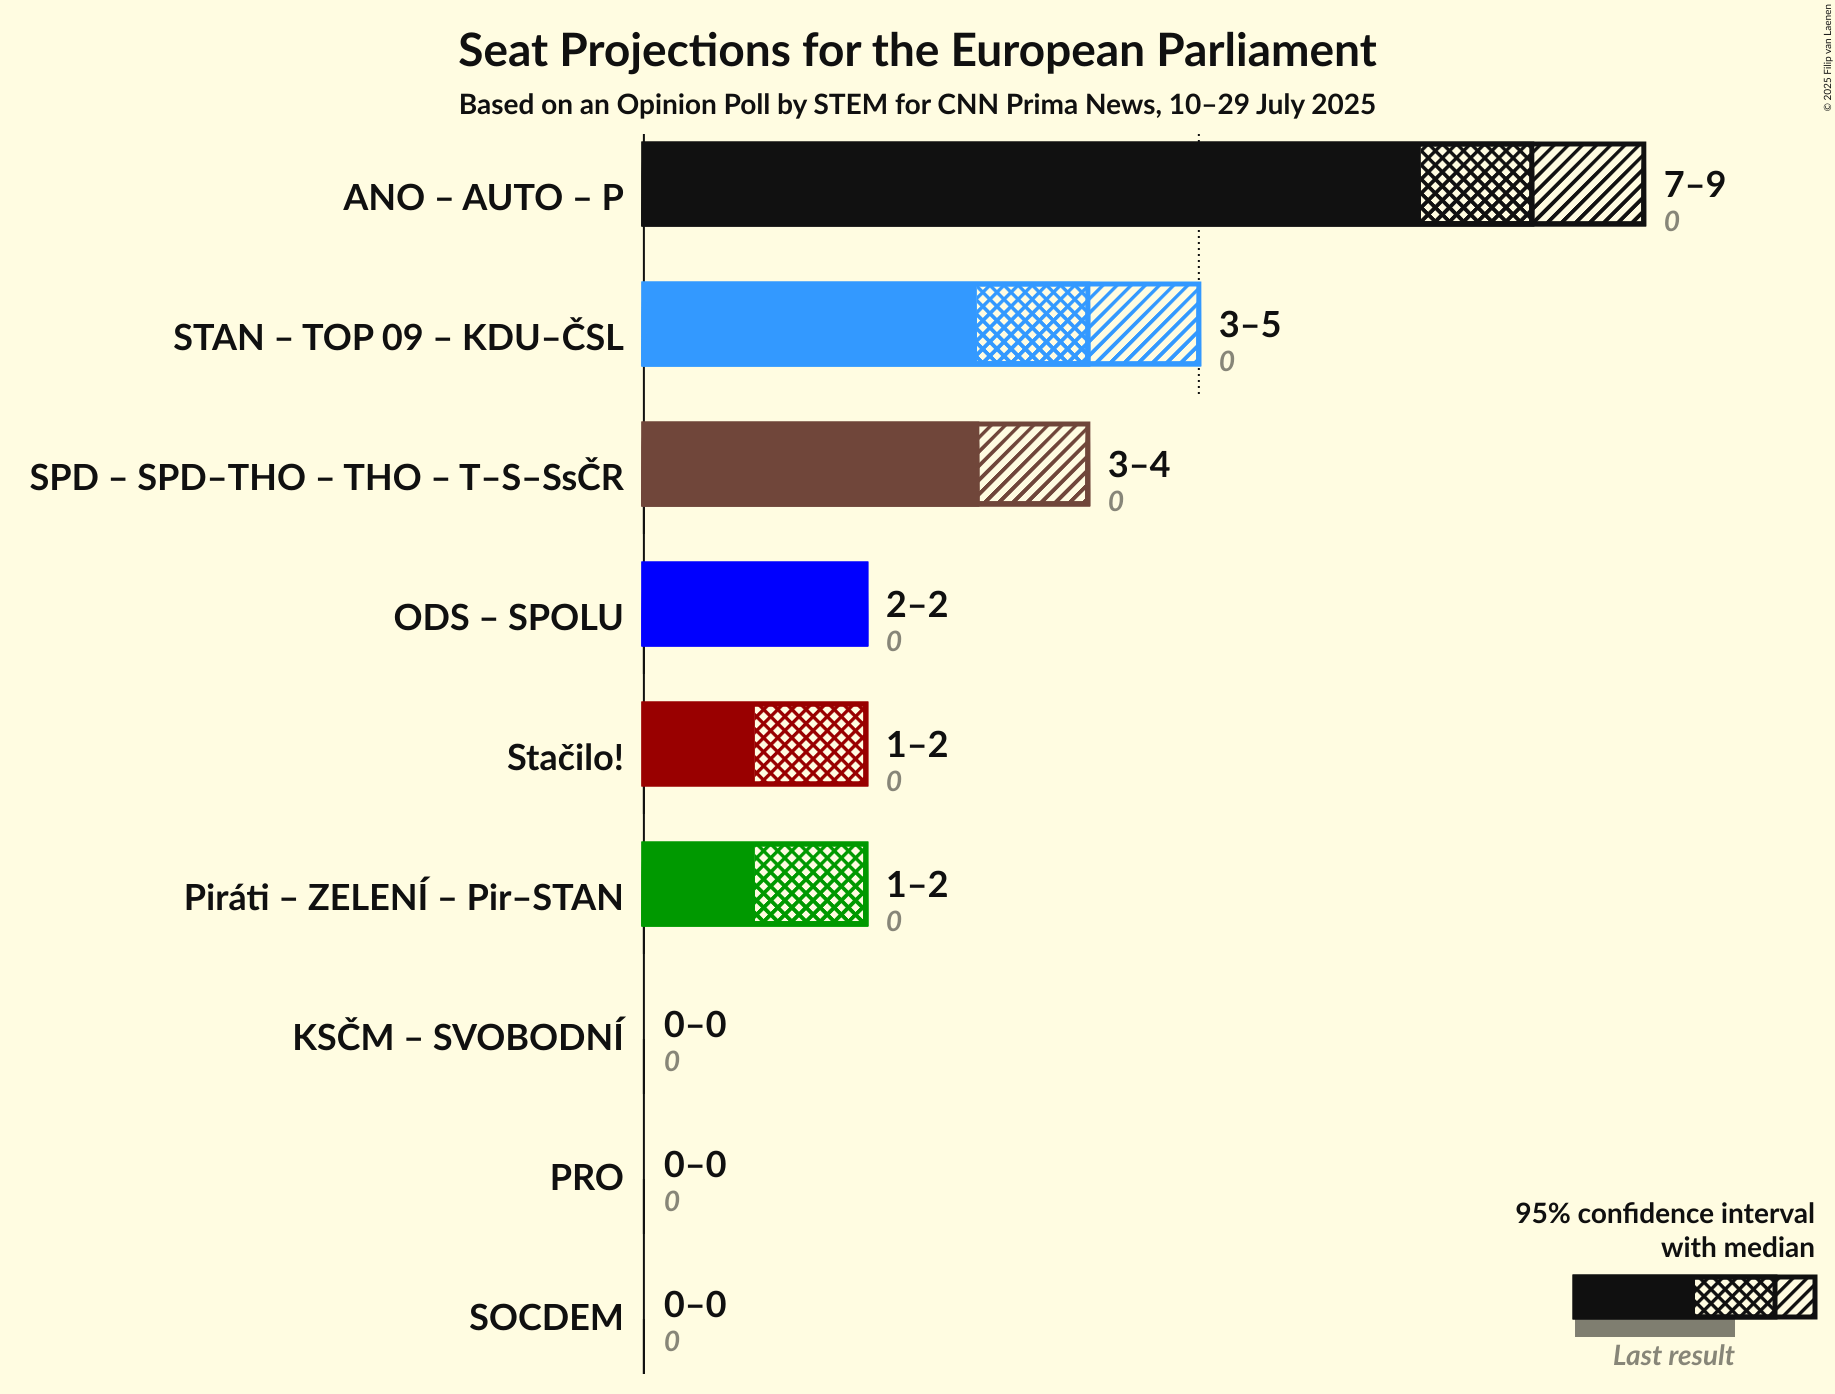 Seat Projections for the European Parliament
Based on an Opinion Poll by STEM for CNN Prima News, 10–29 July 2025
© 2025 Filip van Laenen
ANO – AUTO – P
7–9
0
STAN – TOP 09 – KDU–ČSL
3–5
0
SPD – SPD–THO – THO – T–S–SsČR
3–4
0
ODS – SPOLU
2–2
0
Stačilo!
1–2
0
Piráti – ZELENÍ – Pir–STAN
1–2
0
KSČM – SVOBODNÍ
0–0
0
PRO
0–0
0
SOCDEM
0–0
0
95% confidence interval
with median
Last result